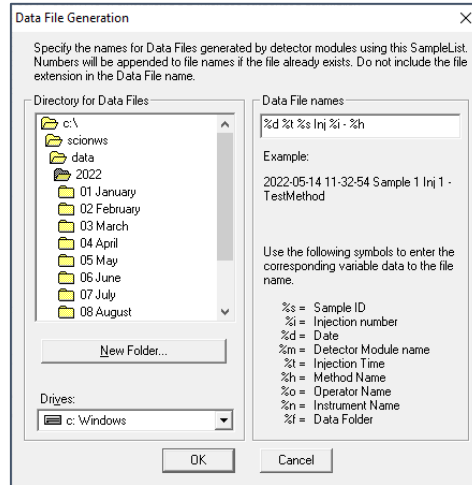 Data File Generation
Specify the names for Data Files generated by detector modules using this SampleList.
Numbers will be appended to file names if the file already exists. Do not include the file
extension in the Data File name.
Directory for Data Files
c:\
scionws
data
2022
01 January
02 February
03 March
04 April
05 May
06 June
07 July
08 August
New Folder...
Drives:
c: Windows
Data File names
%d %t %s Inj %i - %h
Example:
2022-05-14 11-32-54 Sample 1 Inj 1 -
TestMethod
Use the following symbols to enter the
corresponding variable data to the file
name.
%s = Sample ID
%i = Injection number
%d = Date
%m = Detector Module name
%t = Injection Time
%h = Method Name
%o = Operator Name
%n = Instrument Name
%f = Data Folder
OK
Cancel